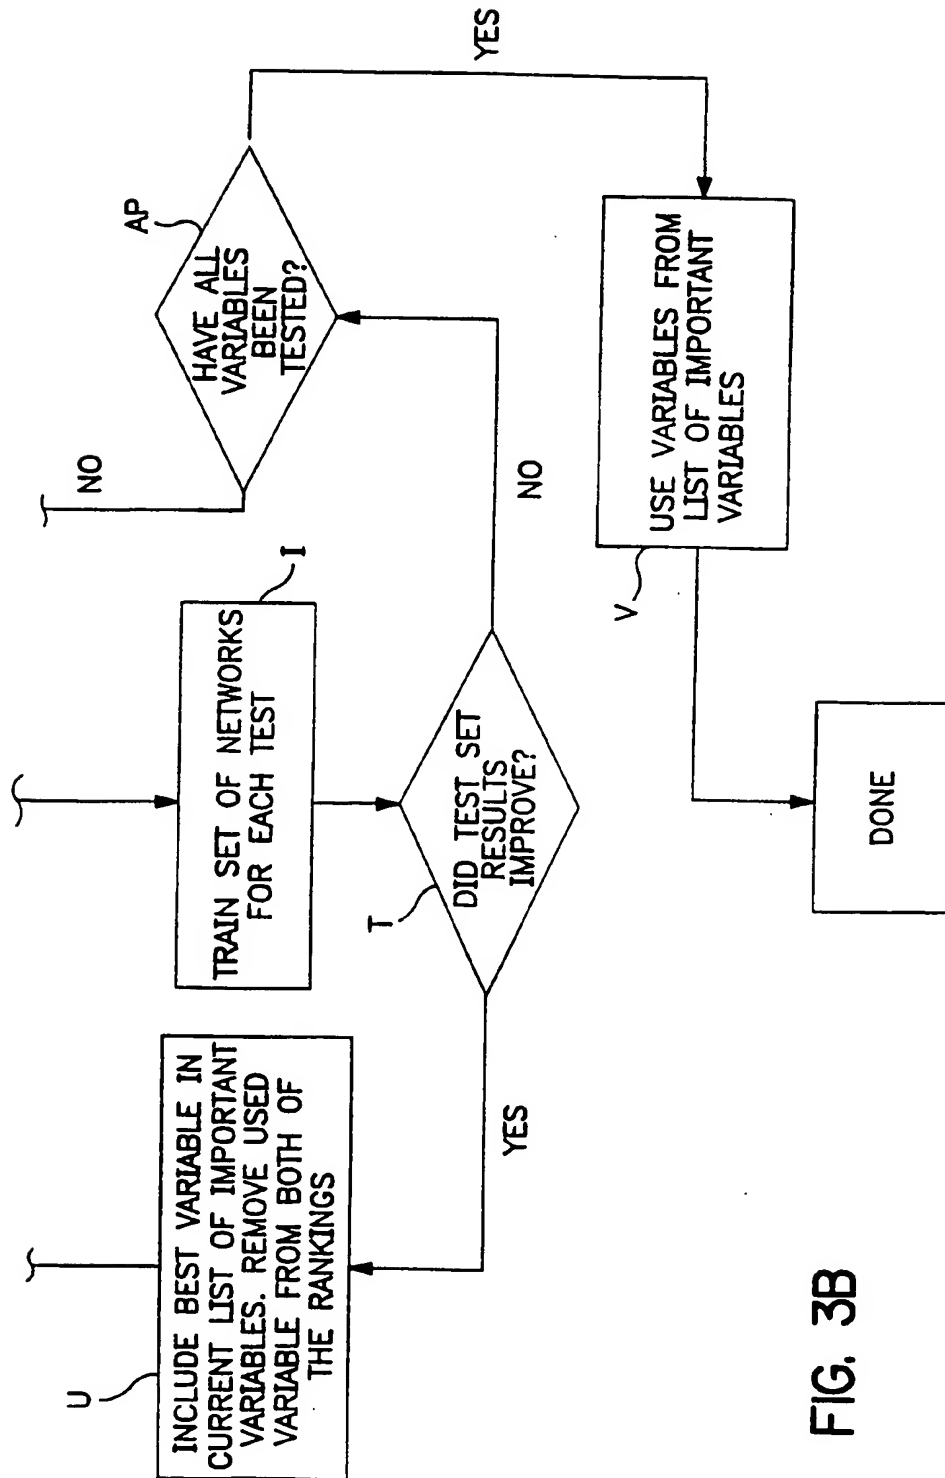 U
INCLUDE BEST VARIABLE IN
CURRENT LIST OF IMPORTANT
VARIABLES. REMOVE USED
VARIABLE FROM BOTH OF
THE RANKINGS
I
TRAIN SET OF NETWORKS
FOR EACH TEST
NO
AP
HAVE ALL
VARIABLES
BEEN
TESTED?
YES
T
DID TEST SET
RESULTS
IMPROVE?
YES
NO
V
USE VARIABLES FROM
LIST OF IMPORTANT
VARIABLES
DONE
FIG. 3B